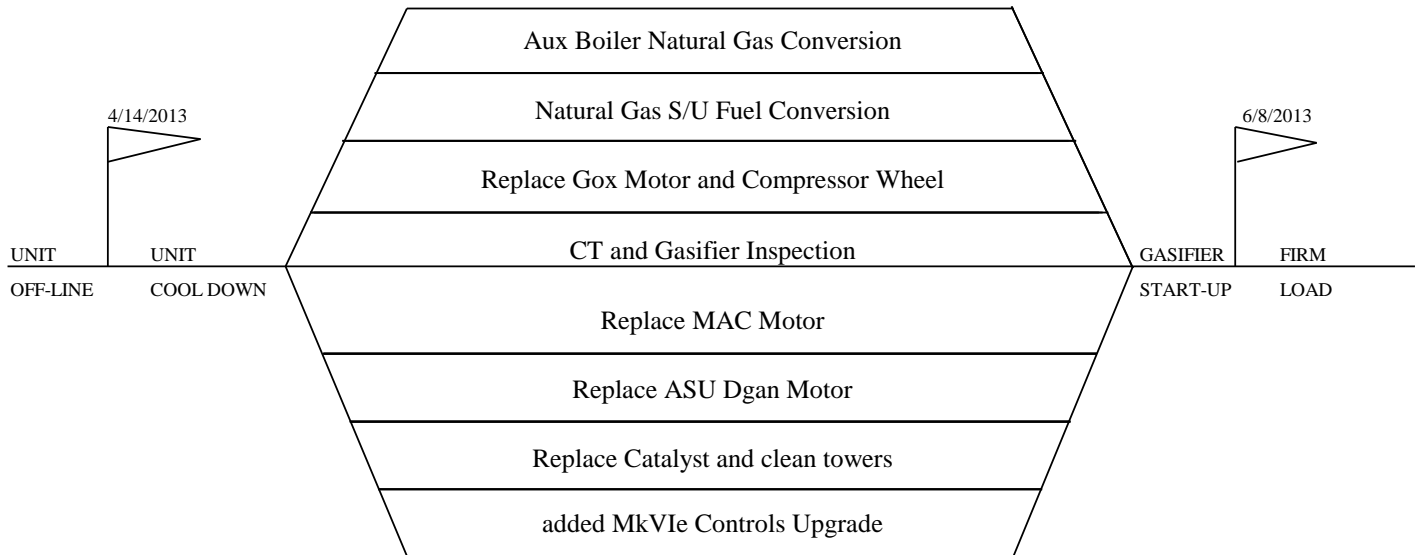 Aux Boiler Natural Gas Conversion
Natural Gas S/U Fuel Conversion
4/14/2013
6/8/2013
Replace Gox Motor and Compressor Wheel
CT and Gasifier Inspection
UNIT
UNIT
GASIFIER
FIRM
OFF-LINE
COOL DOWN
START-UP
LOAD
Replace MAC Motor
Replace ASU Dgan Motor
Replace Catalyst and clean towers
added MkVIe Controls Upgrade